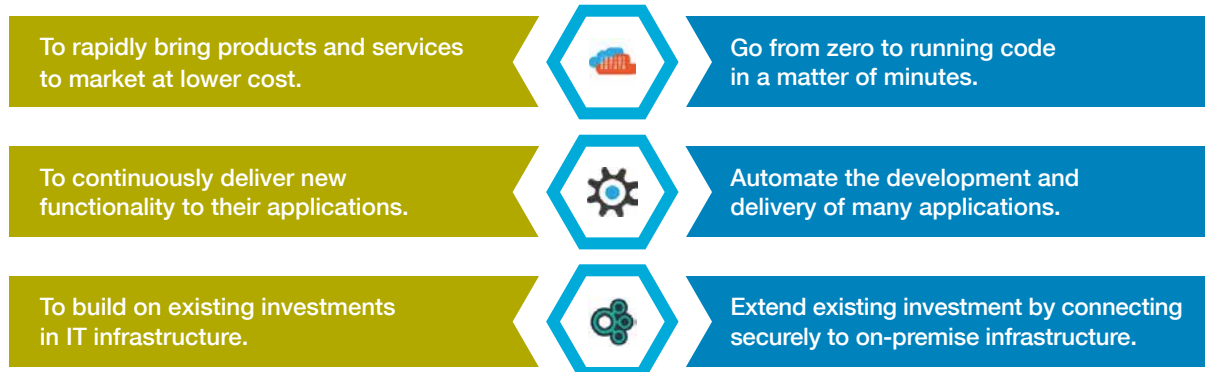 To rapidly bring products and services
to market at lower cost.
Go from zero to running code
in a matter of minutes.
To continuously deliver new
functionality to their applications.
Automate the development and
delivery of many applications.
To build on existing investments
in IT infrastructure.
Extend existing investment by connecting
securely to on-premise infrastructure.